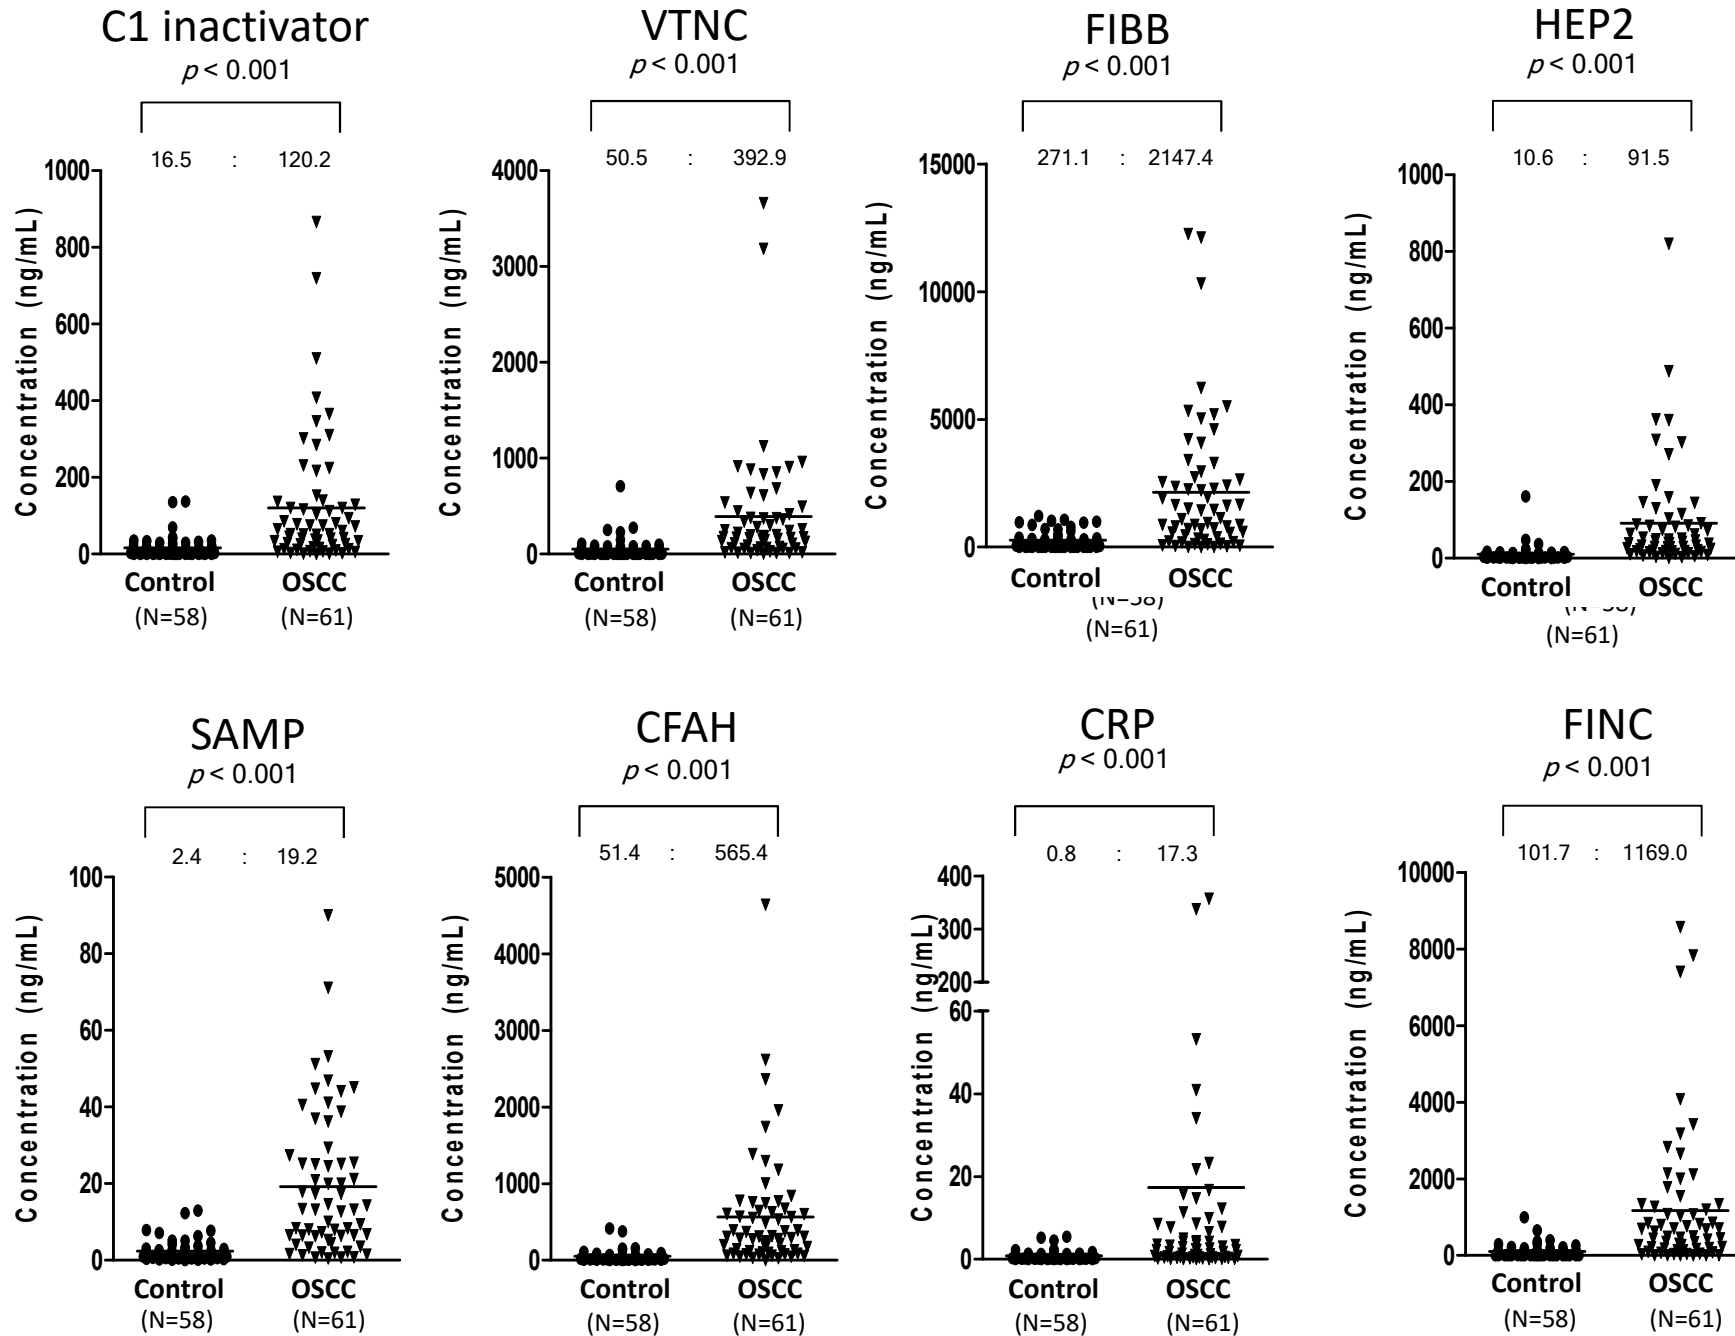 C1 inactivator
p < 0.001
16.5 : 120.2
1000
800
600
400
200
0
Concentration (ng/mL)
Control OSCC
(N=58) (N=61)
VTNC
p < 0.001
50.5 : 392.9
4000
3000
2000
1000
0
Concentration (ng/mL)
Control OSCC
(N=58) (N=61)
FIBB
p < 0.001
271.1 : 2147.4
15000
10000
5000
0
Concentration (ng/mL)
Control OSCC
(N=58)
(N=61)
HEP2
p < 0.001
10.6 : 91.5
1000
800
600
400
200
0
Concentration (ng/mL)
Control OSCC
(N=61)
SAMP
p < 0.001
2.4 : 19.2
100
80
60
40
20
0
Concentration (ng/mL)
Control OSCC
(N=58) (N=61)
CFAH
p < 0.001
51.4 : 565.4
5000
4000
3000
2000
1000
0
Concentration (ng/mL)
Control OSCC
(N=58) (N=61)
CRP
p < 0.001
0.8 : 17.3
400
300
200
60
40
20
0
Concentration (ng/mL)
Control OSCC
(N=58) (N=61)
FINC
p < 0.001
101.7 : 1169.0
10000
8000
6000
4000
2000
0
Concentration (ng/mL)
Control OSCC
(N=58) (N=61)